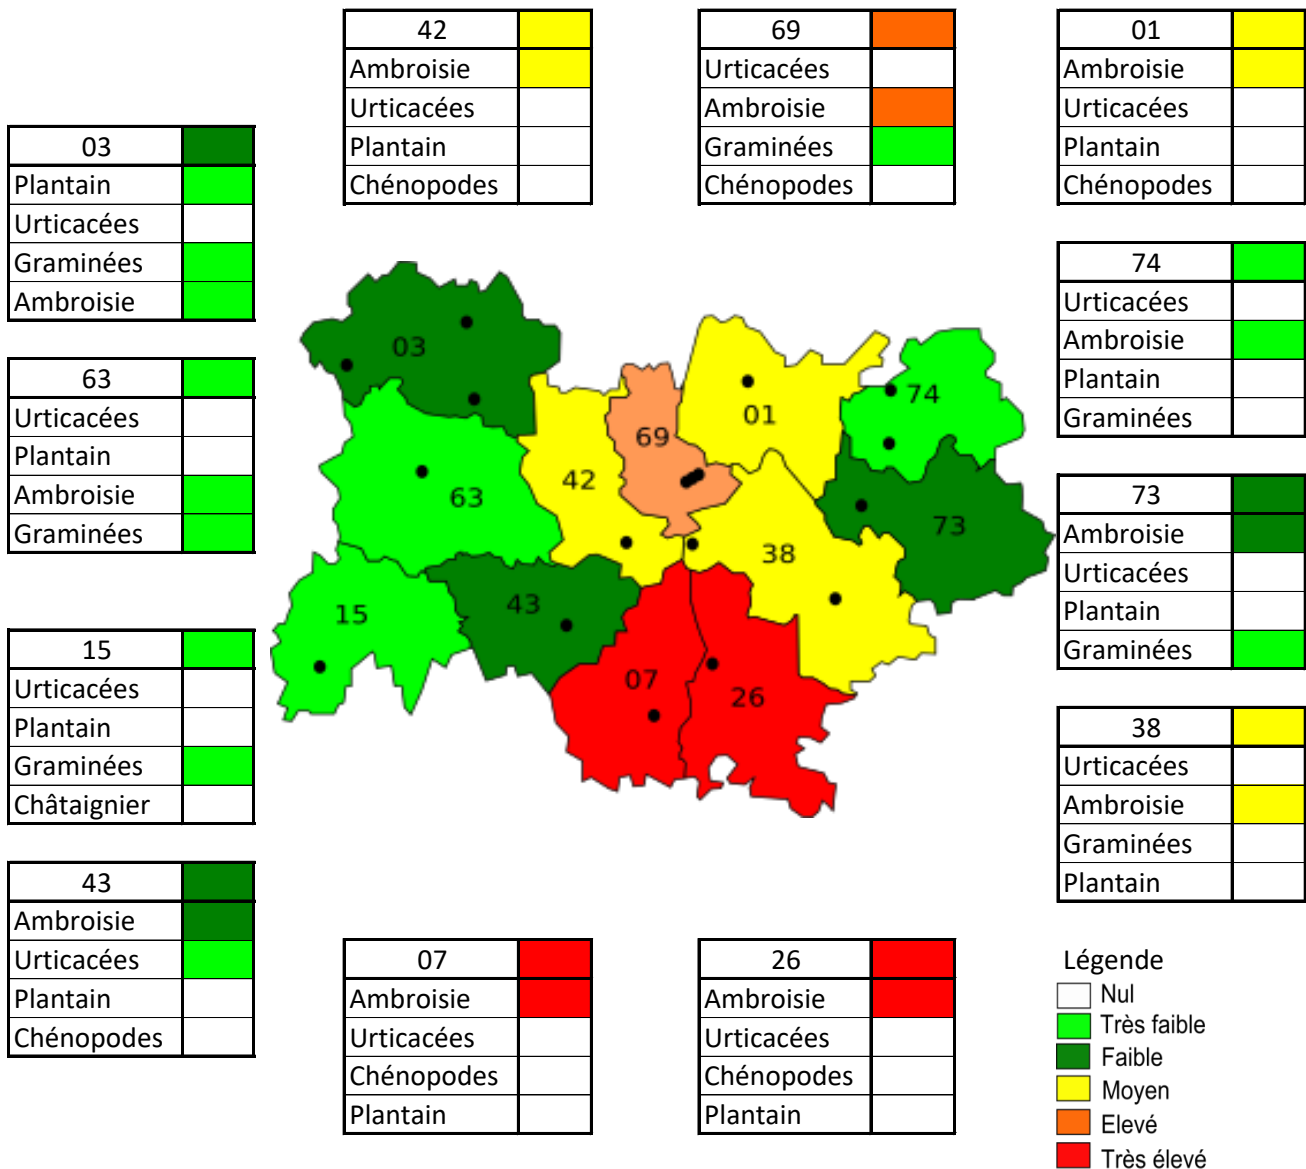 42
Ambroisie
Urticacées
Plantain
Chénopodes
69
Urticacées
Ambroisie
Graminées
Chénopodes
01
Ambroisie
Urticacées
Plantain
Chénopodes
03
Plantain
Urticacées
Graminées
Ambroisie
74
Urticacées
Ambroisie
Plantain
Graminées
63
Urticacées
Plantain
Ambroisie
Graminées
03
74
01
69
42
63
73
38
43
15
07
26
73
Ambroisie
Urticacées
Plantain
Graminées
15
Urticacées
Plantain
Graminées
Châtaignier
38
Urticacées
Ambroisie
Graminées
Plantain
43
Ambroisie
Urticacées
Plantain
Chénopodes
07
Ambroisie
Urticacées
Chénopodes
Plantain
26
Ambroisie
Urticacées
Chénopodes
Plantain
Légende
Nul
Très faible
Faible
Moyen
Elevé
Très élevé